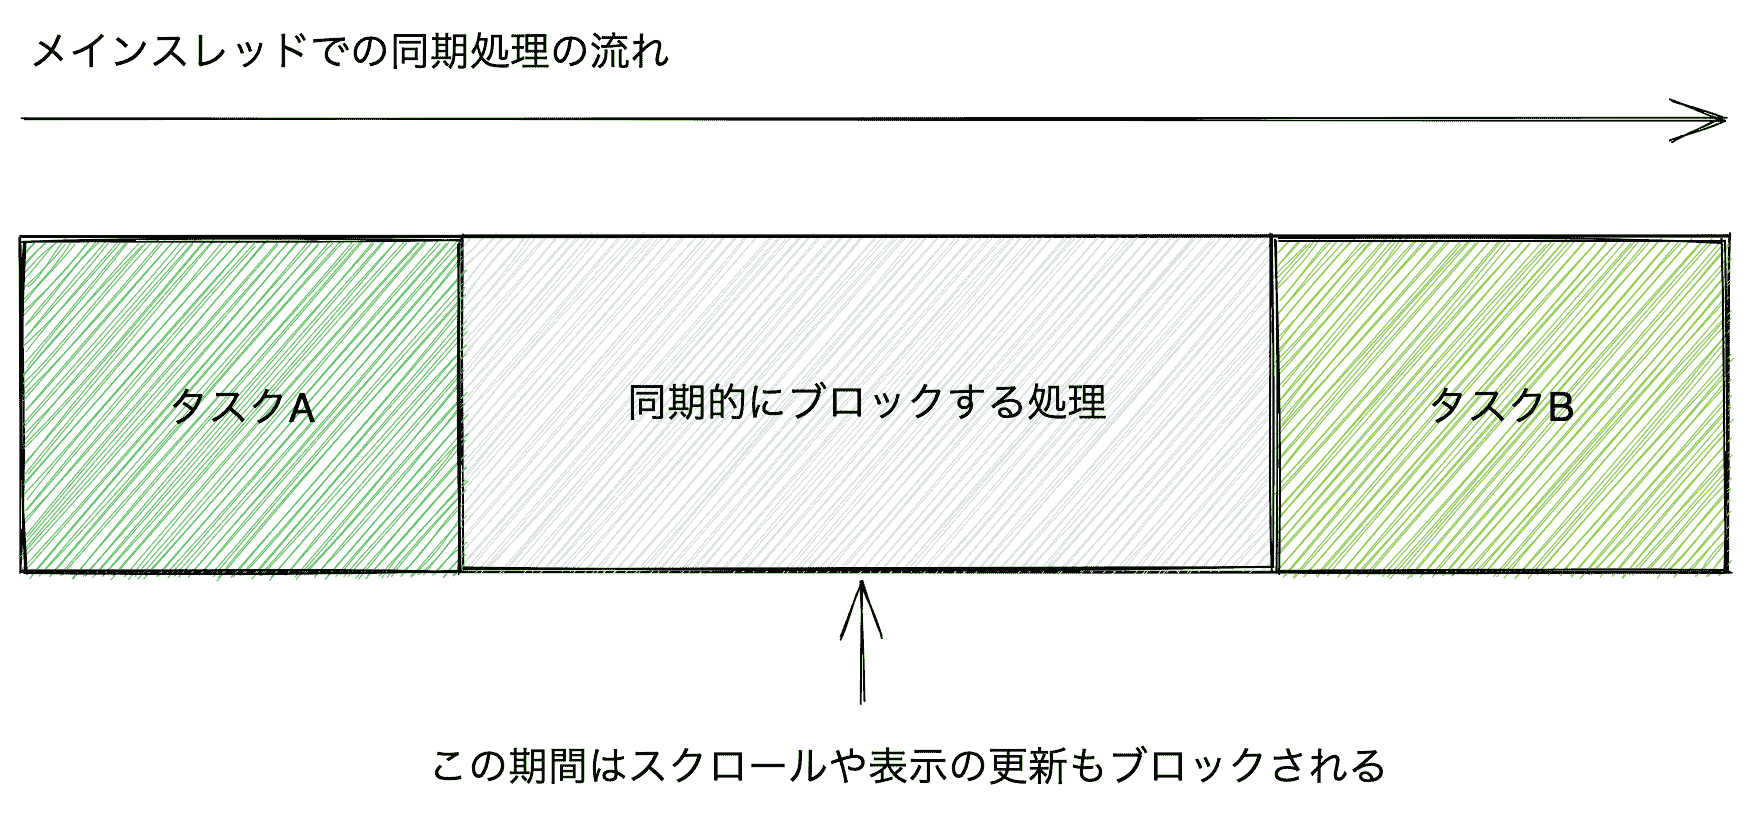 メインスレッドでの同期処理の流れ
タスクA
同期的にブロックする処理
タスクB
この期間はスクロールや表示の更新もブロックされる